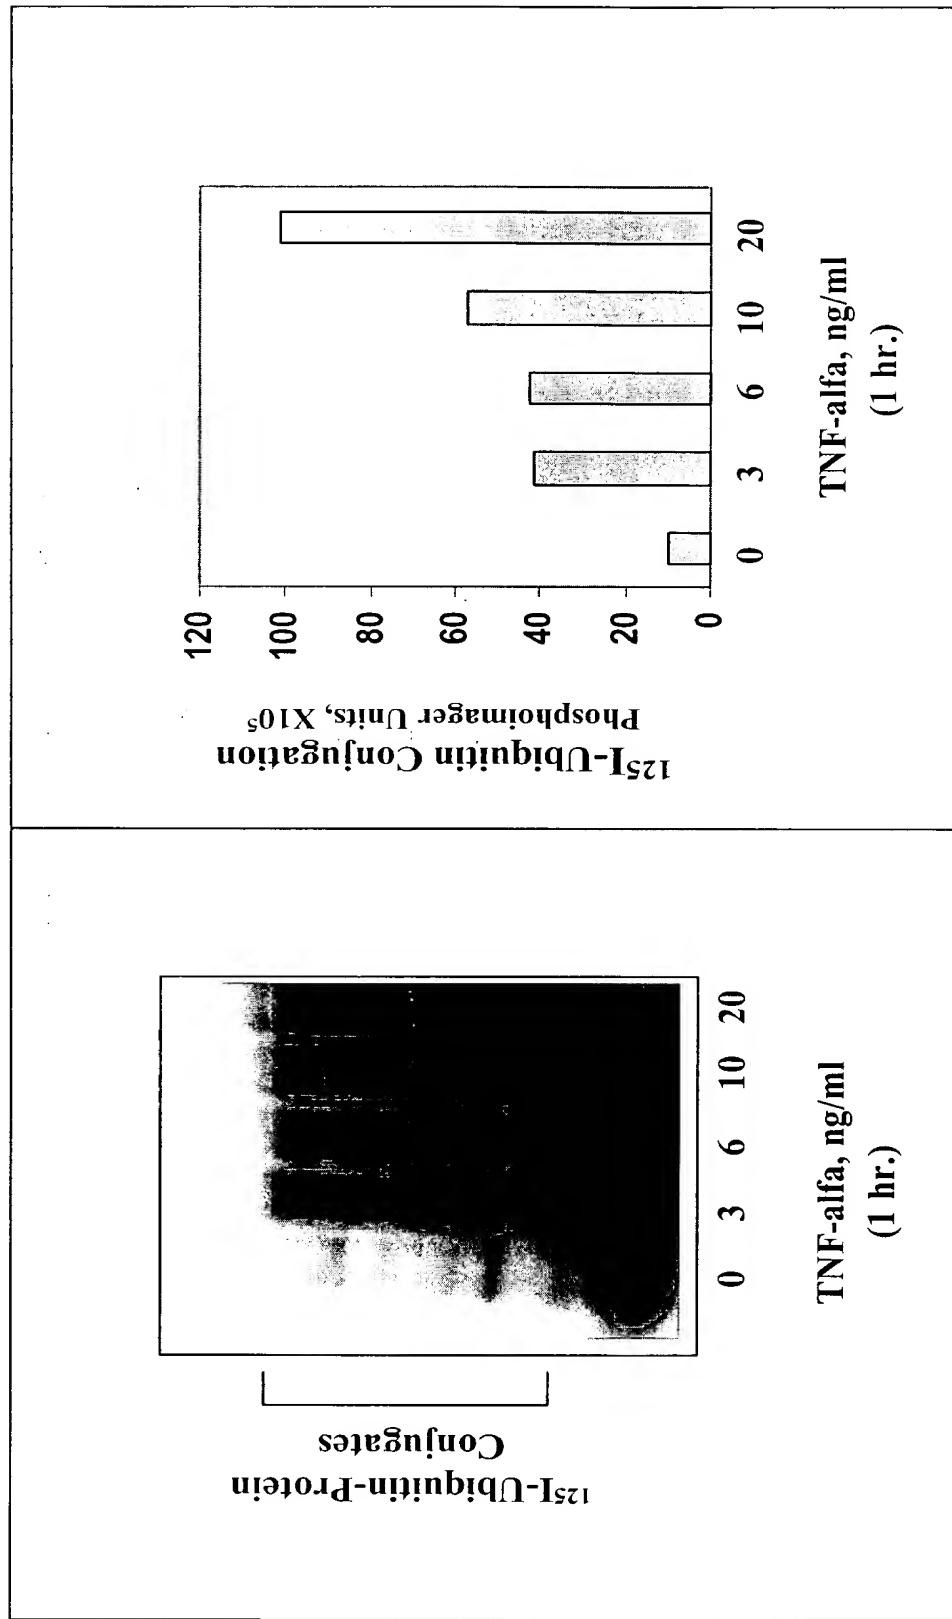 ¹²⁵I-Ubiquitin-Protein
Conjugates
0 3 6 10 20
TNF-alfa, ng/ml
(1 hr.)
¹²⁵I-Ubiquitin Conjugation
Phosphoimager Units, X10⁵
120
100
80
60
40
20
0
0 3 6 10 20
TNF-alfa, ng/ml
(1 hr.)